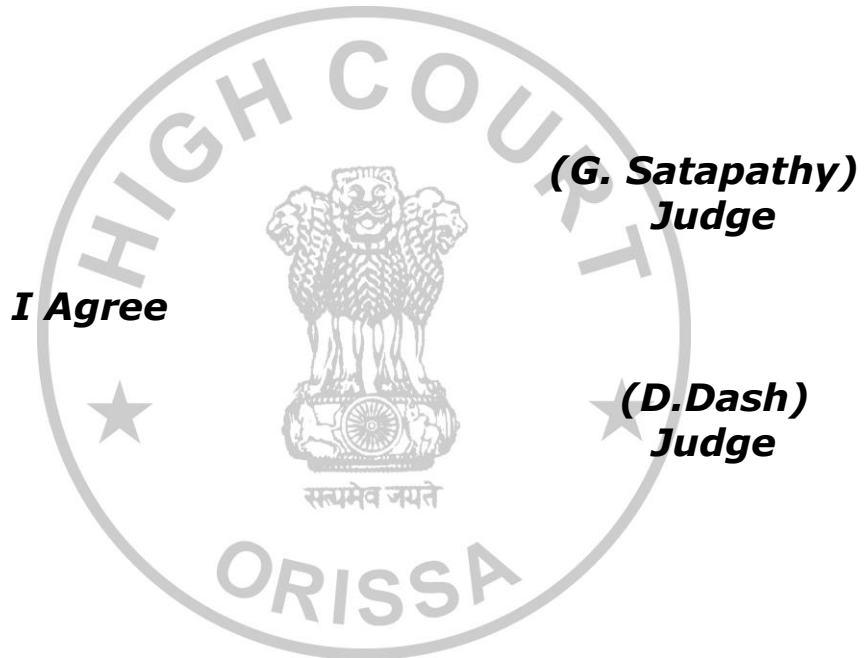 HIGH COURT
(G. Satapathy)
Judge
I Agree
(D.Dash)
Judge
सत्यमेव जयते
ORISSA